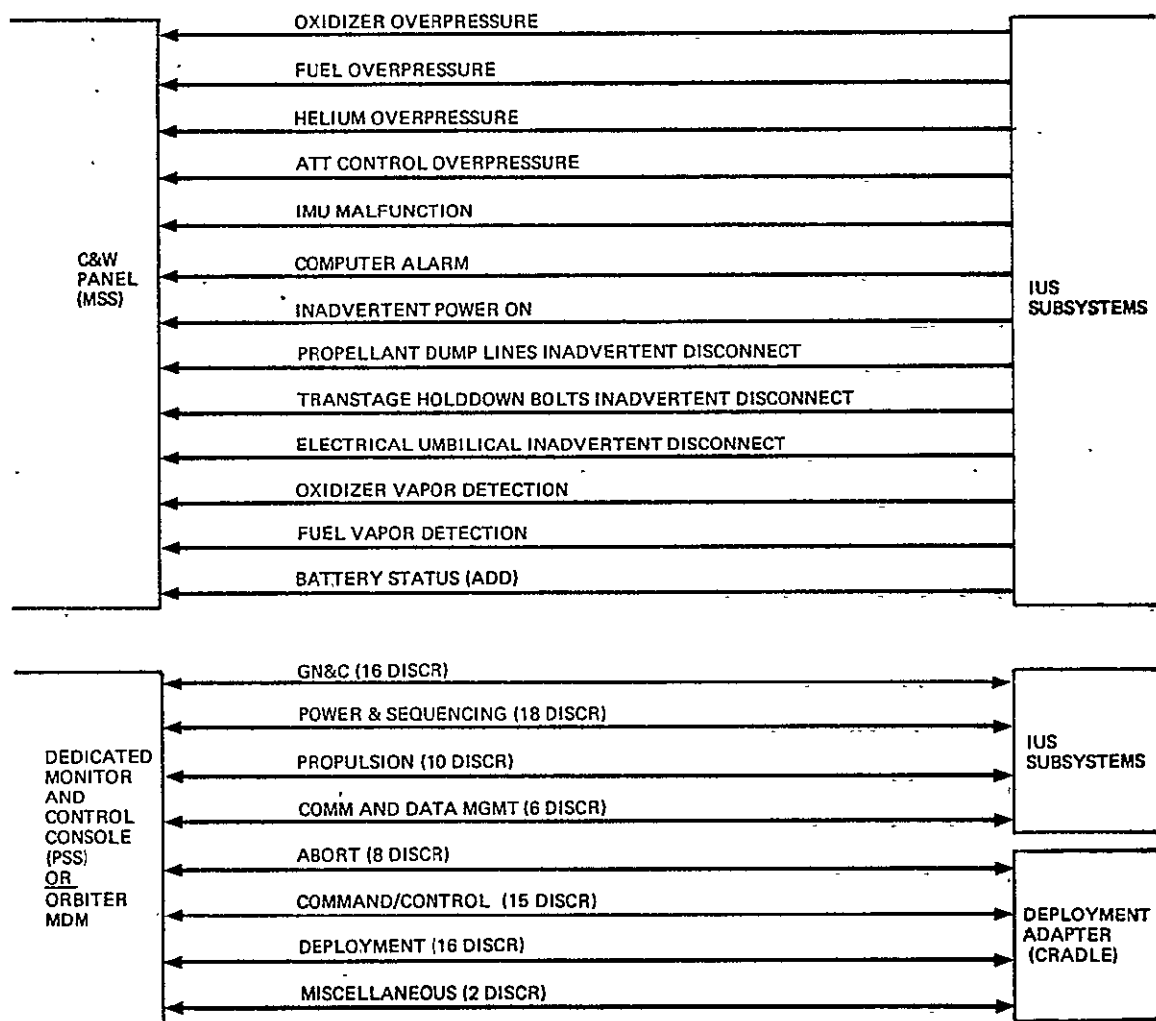 OXIDIZER OVERPRESSURE
FUEL OVERPRESSURE
HELIUM OVERPRESSURE
ATT CONTROL OVERPRESSURE
IMU MALFUNCTION
C&W
PANEL
(MSS)
COMPUTER ALARM
IUS
SUBSYSTEMS
INADVERTENT POWER ON
PROPELLANT DUMP LINES INADVERTENT DISCONNECT
TRANSTAGE HOLDDOWN BOLTS INADVERTENT DISCONNECT
ELECTRICAL UMBILICAL INADVERTENT DISCONNECT
OXIDIZER VAPOR DETECTION
FUEL VAPOR DETECTION
BATTERY STATUS (ADD)
GN&C (16 DISCR)
POWER & SEQUENCING (18 DISCR)
PROPULSION (10 DISCR)
COMM AND DATA MGMT (6 DISCR)
IUS
SUBSYSTEMS
DEDICATED
MONITOR
AND
CONTROL
CONSOLE
(PSS)
OR
ORBITER
MDM
ABORT (8 DISCR)
COMMAND/CONTROL (15 DISCR)
DEPLOYMENT (16 DISCR)
MISCELLANEOUS (2 DISCR)
DEPLOYMENT
ADAPTER
(CRADLE)